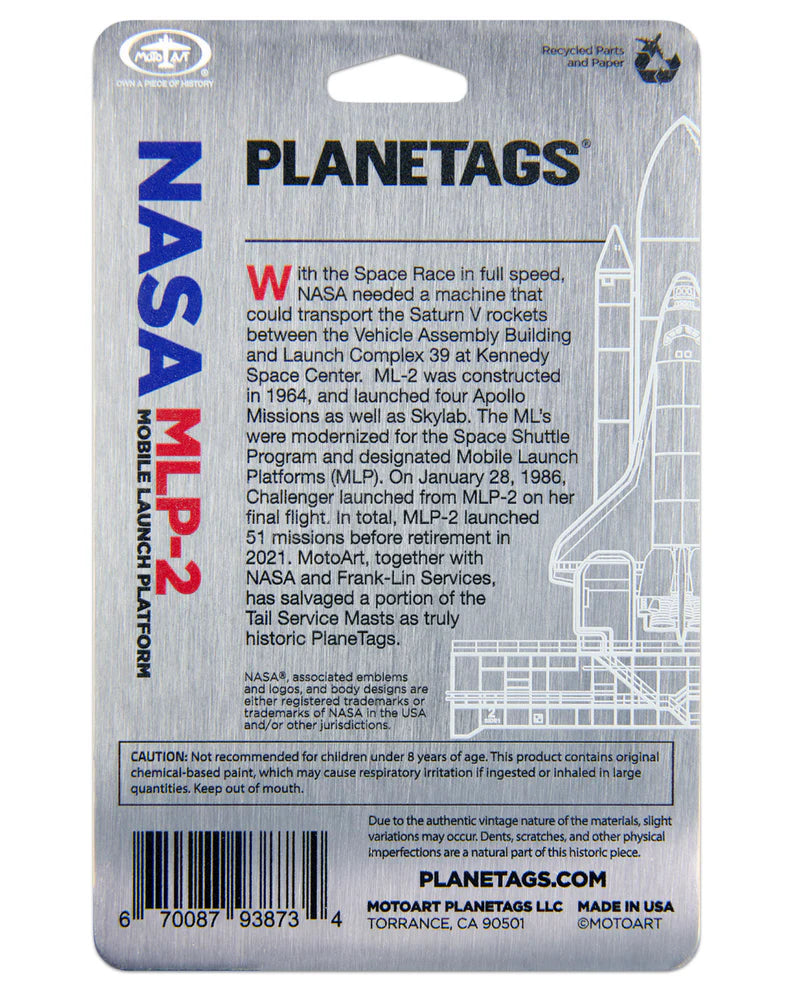 MotoArt
OWN A PIECE OF HISTORY®
Recycled Parts
and Paper
NASA MLP-2
MOBILE LAUNCH PLATFORM
PLANETAGS®
With the Space Race in full speed,
NASA needed a machine that
could transport the Saturn V rockets
between the Vehicle Assembly Building
and Launch Complex 39 at Kennedy
Space Center. ML-2 was constructed
in 1964, and launched four Apollo
Missions as well as Skylab. The ML's
were modernized for the Space Shuttle
Program and designated Mobile Launch
Platforms (MLP). On January 28, 1986,
Challenger launched from MLP-2 on her
final flight. In total, MLP-2 launched
51 missions before retirement in
2021. MotoArt, together with
NASA and Frank-Lin Services,
has salvaged a portion of the
Tail Service Masts as truly
historic PlaneTags.
NASA®, associated emblems
and logos, and body designs are
either registered trademarks or
trademarks of NASA in the USA
and/or other jurisdictions.
2
CAUTION: Not recommended for children under 8 years of age. This product contains original
chemical-based paint, which may cause respiratory irritation if ingested or inhaled in large
quantities. Keep out of mouth.
Due to the authentic vintage nature of the materials, slight
variations may occur. Dents, scratches, and other physical
imperfections are a natural part of this historic piece.
PLANETAGS.COM
MOTOART PLANETAGS LLC MADE IN USA
TORRANCE, CA 90501 ©MOTOART
6 70087 93873 4